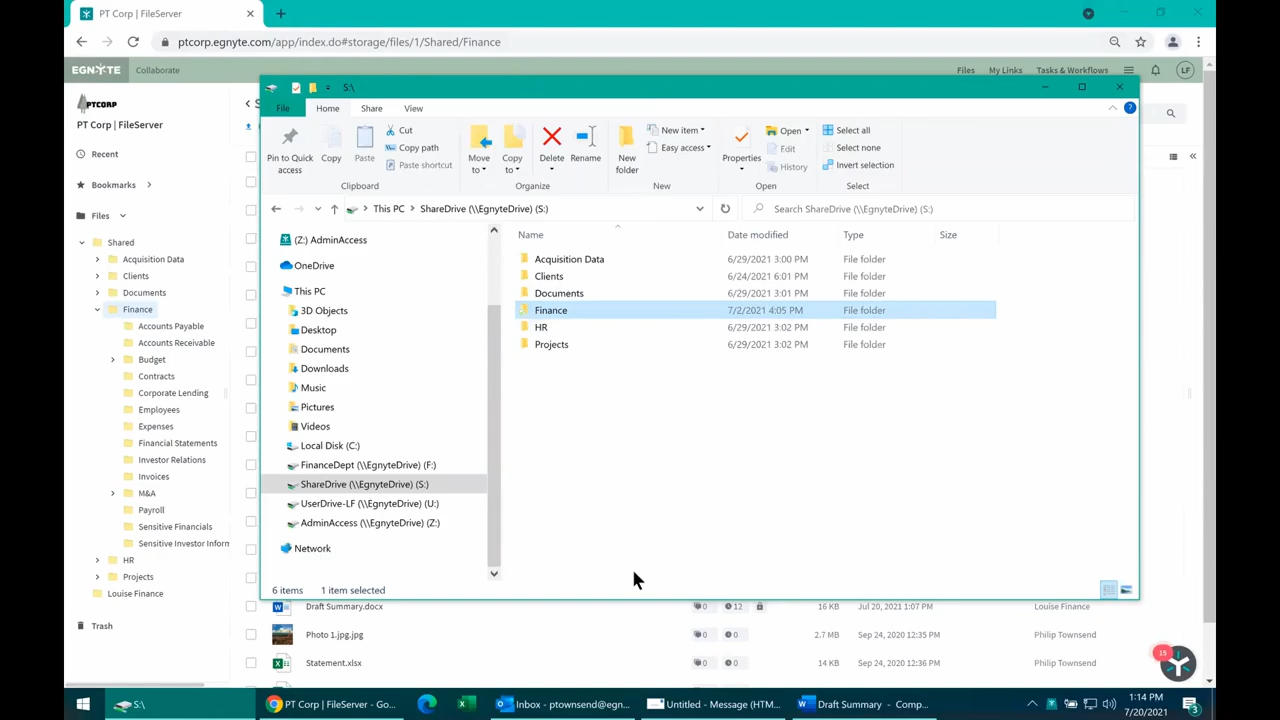 PT Corp | FileServer
ptcorp.egnyte.com/app/index.do#storage/files/1/Shared/Finance
EGNYTE
Collaborate
Files
My Links
Tasks & Workflows
LF
PTCORP
PT Corp | FileServer
Recent
Bookmarks
Files
Shared
Acquisition Data
Clients
Documents
Finance
Accounts Payable
Accounts Receivable
Budget
Contracts
Corporate Lending
Employees
Expenses
Financial Statements
Investor Relations
Invoices
M&A
Payroll
Sensitive Financials
Sensitive Investor Inforn
HR
Projects
Louise Finance
Trash
S
S:\
File
Home
Share
View
Pin to Quick access
Copy
Paste
Cut
Copy path
Paste shortcut
Clipboard
Move to
Copy to
Delete
Rename
Organize
New folder
New item
Easy access
New
Properties
Open
Edit
History
Open
Select all
Select none
Invert selection
Select
This PC
ShareDrive (\\EgnyteDrive) (S:)
Search ShareDrive (\\EgnyteDrive) (S:)
(Z:) AdminAccess
OneDrive
This PC
3D Objects
Desktop
Documents
Downloads
Music
Pictures
Videos
Local Disk (C:)
FinanceDept (\\EgnyteDrive) (F:)
ShareDrive (\\EgnyteDrive) (S:)
UserDrive-LF (\\EgnyteDrive) (U:)
AdminAccess (\\EgnyteDrive) (Z:)
Network
Name Date modified Type Size
Acquisition Data 6/29/2021 3:00 PM File folder
Clients 6/24/2021 6:01 PM File folder
Documents 6/29/2021 3:01 PM File folder
Finance 7/2/2021 4:05 PM File folder
HR 6/29/2021 3:02 PM File folder
Projects 6/29/2021 3:02 PM File folder
6 items 1 item selected
Draft Summary.docx 0 12 16 KB Jul 20, 2021 1:07 PM Louise Finance
Photo 1.jpg.jpg 0 0 2.7 MB Sep 24, 2020 12:35 PM Philip Townsend
Statement.xlsx 0 0 14 KB Sep 24, 2020 12:36 PM Philip Townsend
15
S:\
PT Corp | FileServer - Go...
Inbox - ptownsend@egn...
Untitled - Message (HTM...
Draft Summary - Comp...
1:14 PM
7/20/2021
3